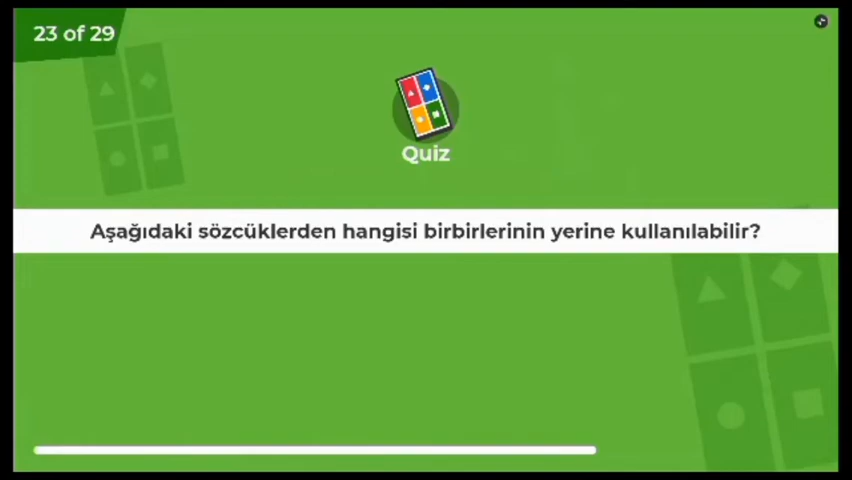 23 of 29
Quiz
Aşağıdaki sözcüklerden hangisi birbirlerinin yerine kullanılabilir?